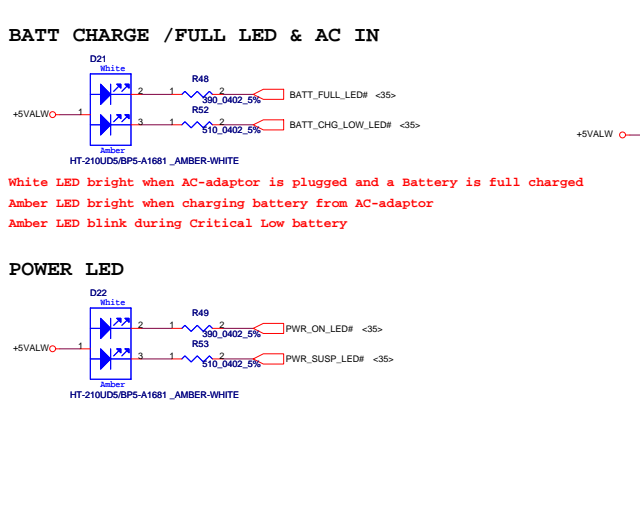 BATT CHARGE /FULL LED & AC IN
D21
White
R48
2 1 2
390_0402_5%
BATT_FULL_LED# <35>
+5VALW 1
R52
3 1 2
510_0402_5%
BATT_CHG_LOW_LED# <35>
+5VALW
Amber
HT-210UD5/BP5-A1681 _AMBER-WHITE
White LED bright when AC-adaptor is plugged and a Battery is full charged
Amber LED bright when charging battery from AC-adaptor
Amber LED blink during Critical Low battery
POWER LED
D22
White
R49
2 1 2
390_0402_5%
PWR_ON_LED# <35>
+5VALW 1
R53
3 1 2
510_0402_5%
PWR_SUSP_LED# <35>
Amber
HT-210UD5/BP5-A1681 _AMBER-WHITE